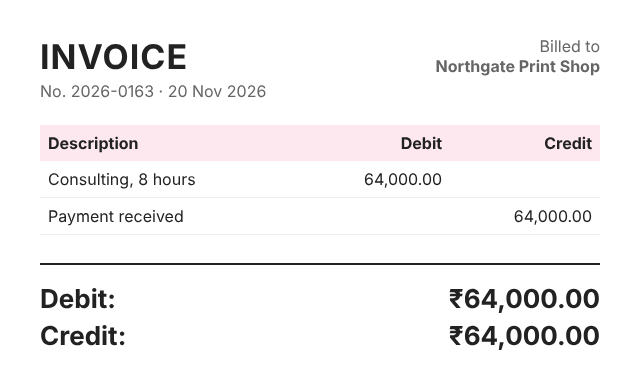 INVOICE
Billed to
Northgate Print Shop
No. 2026-0163 · 20 Nov 2026
Description Debit Credit
Consulting, 8 hours 64,000.00
Payment received 64,000.00
Debit: ₹64,000.00
Credit: ₹64,000.00